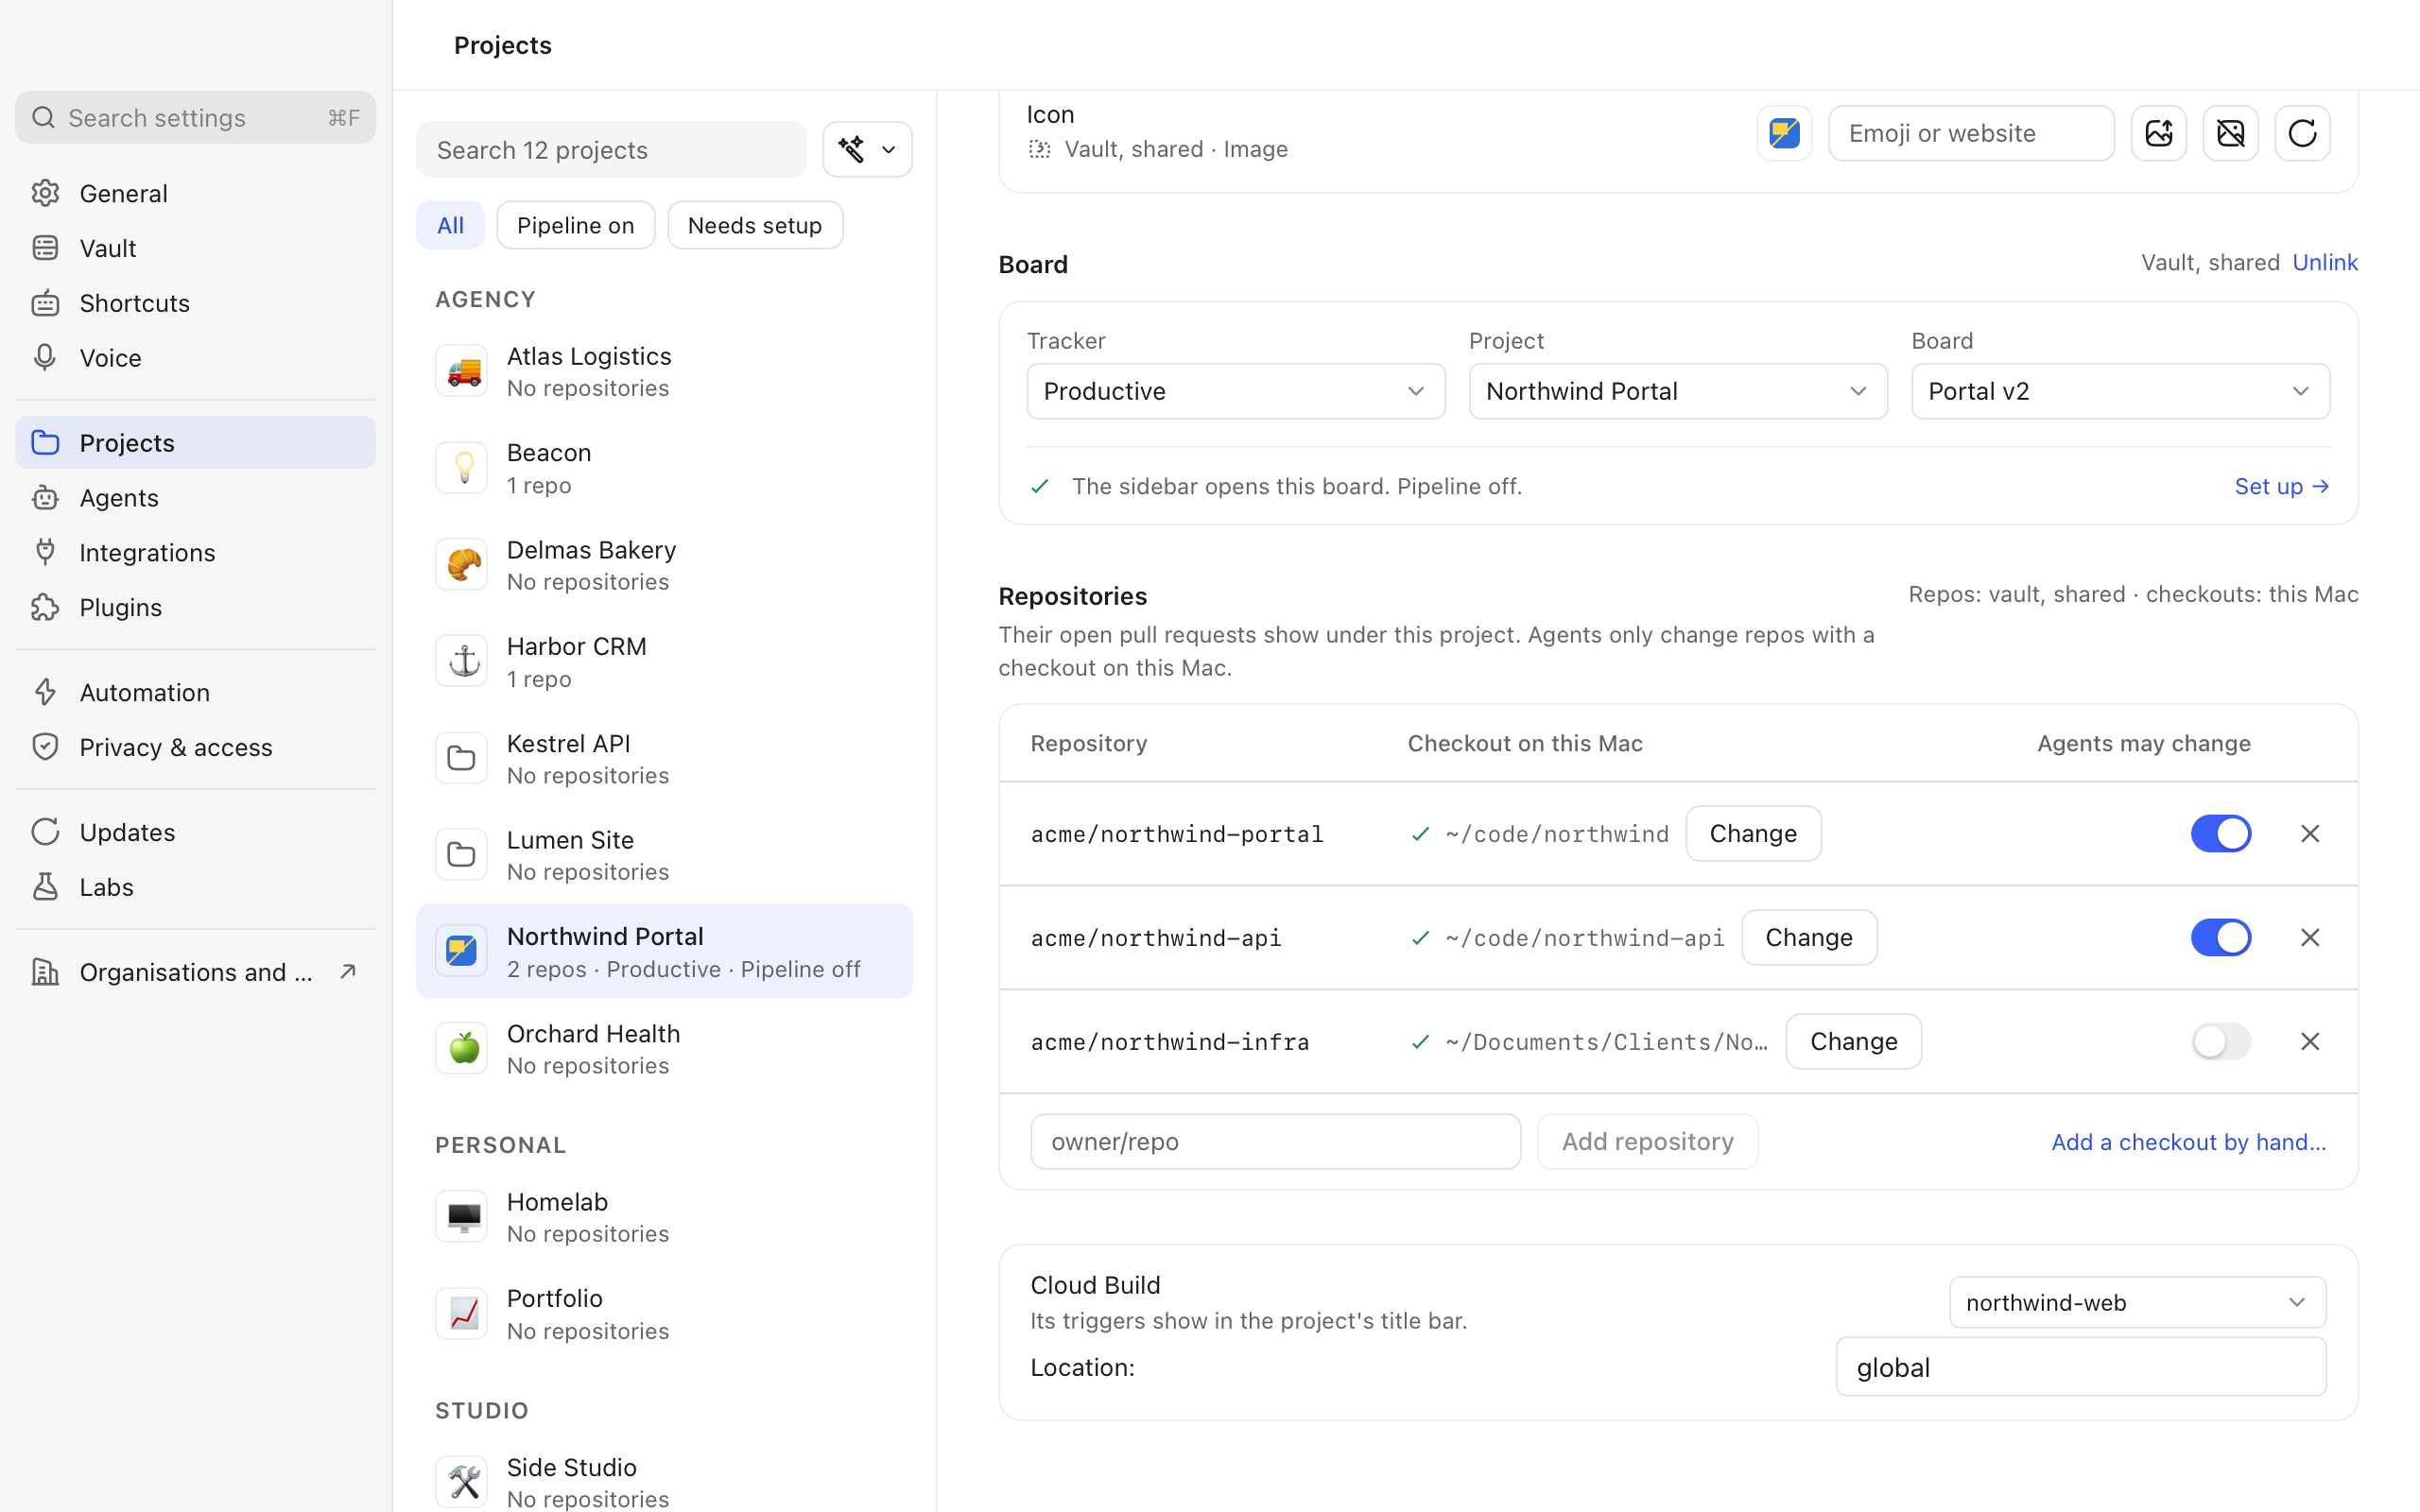 Projects
Search settings ⌘F
General
Vault
Shortcuts
Voice
Projects
Agents
Integrations
Plugins
Automation
Privacy & access
Updates
Labs
Organisations and ... ↗
Search 12 projects
All
Pipeline on
Needs setup
AGENCY
Atlas Logistics
No repositories
Beacon
1 repo
Delmas Bakery
No repositories
Harbor CRM
1 repo
Kestrel API
No repositories
Lumen Site
No repositories
Northwind Portal
2 repos · Productive · Pipeline off
Orchard Health
No repositories
PERSONAL
Homelab
No repositories
Portfolio
No repositories
STUDIO
Side Studio
No repositories
Icon
Vault, shared · Image
Emoji or website
Board
Vault, shared Unlink
Tracker Project Board
Productive Northwind Portal Portal v2
The sidebar opens this board. Pipeline off. Set up →
Repositories
Repos: vault, shared · checkouts: this Mac
Their open pull requests show under this project. Agents only change repos with a
checkout on this Mac.
Repository Checkout on this Mac Agents may change
acme/northwind-portal ~/code/northwind Change
acme/northwind-api ~/code/northwind-api Change
acme/northwind-infra ~/Documents/Clients/No… Change
owner/repo Add repository Add a checkout by hand...
Cloud Build
Its triggers show in the project's title bar.
northwind-web
Location: global